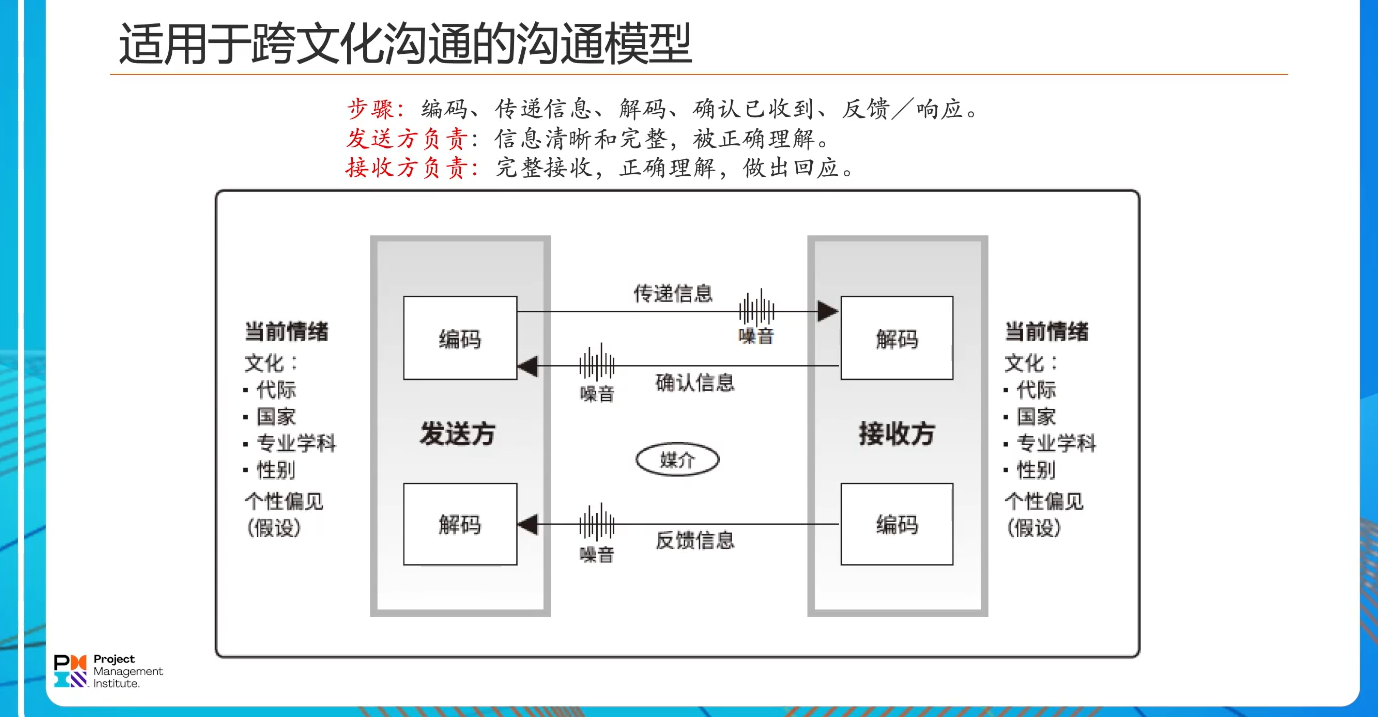 适用于跨文化沟通的沟通模型
步骤：编码、传递信息、解码、确认已收到、反馈／响应。
发送方负责：信息清晰和完整，被正确理解。
接收方负责：完整接收，正确理解，做出回应。
当前情绪
文化：
▪ 代际
▪ 国家
▪ 专业学科
▪ 性别
个性偏见
（假设）
编码
发送方
解码
传递信息
噪音
噪音
确认信息
媒介
噪音
反馈信息
解码
接收方
编码
当前情绪
文化：
▪ 代际
▪ 国家
▪ 专业学科
▪ 性别
个性偏见
（假设）
Project
Management
Institute.